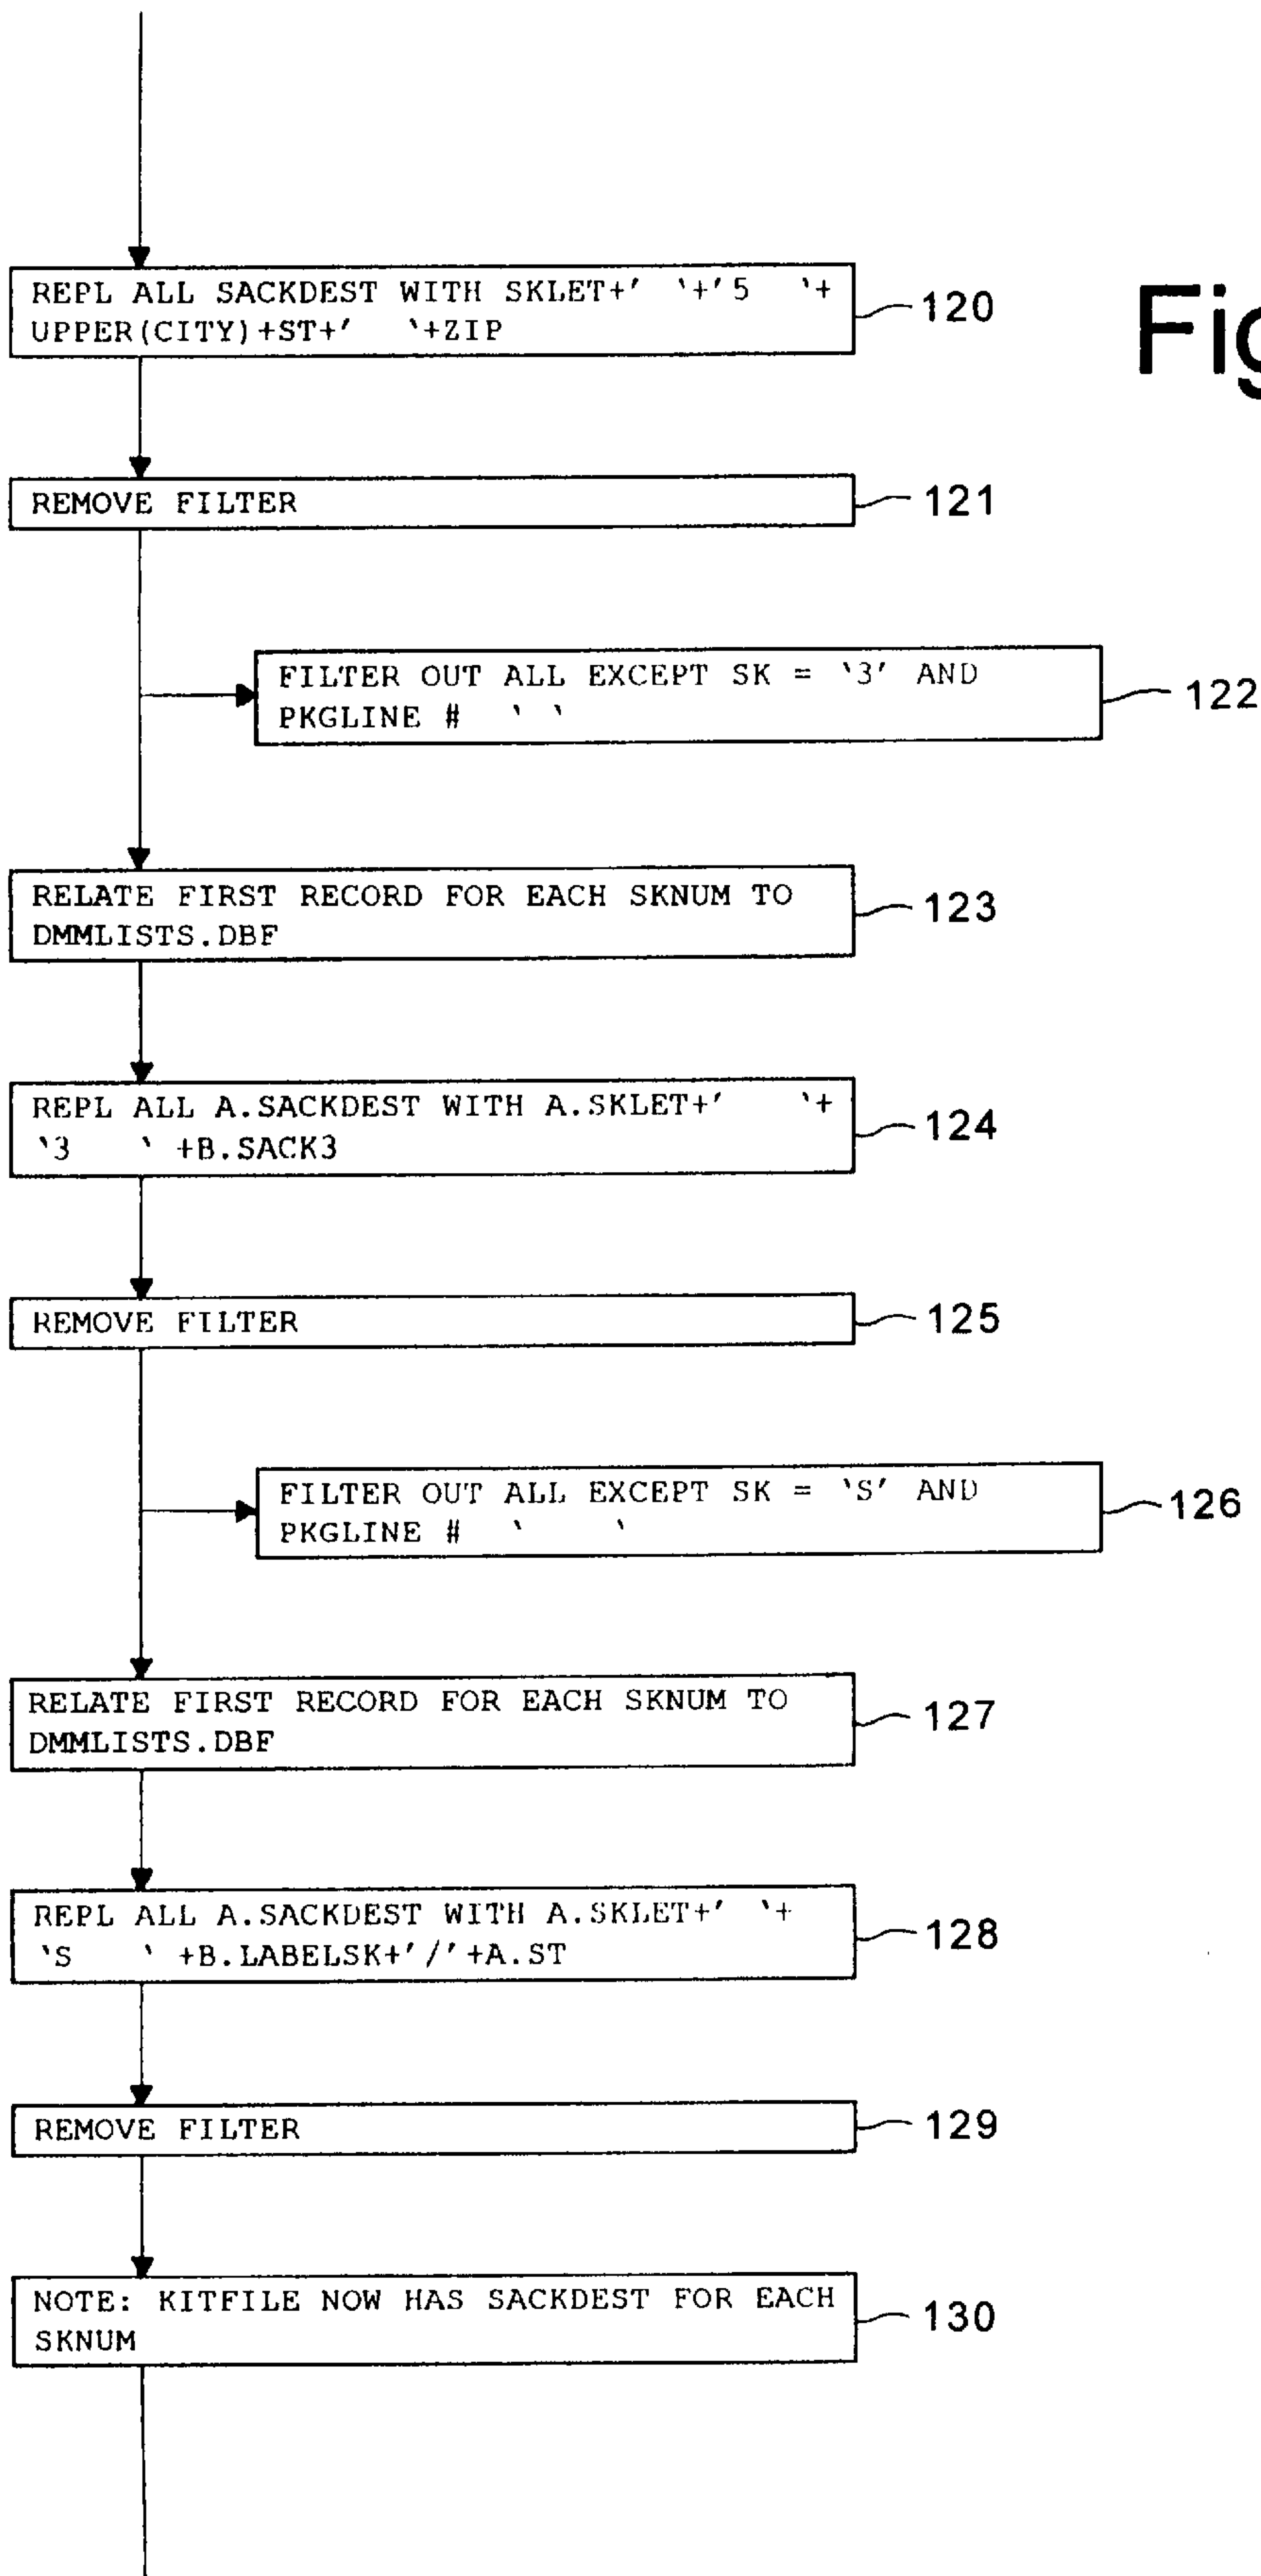 REPL ALL SACKDEST WITH SKLET+’ ‘+’5 ‘+
UPPER(CITY)+ST+’ ‘+ZIP
120
REMOVE FILTER
121
FILTER OUT ALL EXCEPT SK = ‘3’ AND
PKGLINE # ‘ ‘
122
RELATE FIRST RECORD FOR EACH SKNUM TO
DMMLISTS.DBF
123
REPL ALL A.SACKDEST WITH A.SKLET+’ ‘+
‘3 ‘ +B.SACK3
124
REMOVE FILTER
125
FILTER OUT ALL EXCEPT SK = ‘S’ AND
PKGLINE # ‘ ‘
126
RELATE FIRST RECORD FOR EACH SKNUM TO
DMMLISTS.DBF
127
REPL ALL A.SACKDEST WITH A.SKLET+’ ‘+
‘S ‘ +B.LABELSK+’/’+A.ST
128
REMOVE FILTER
129
NOTE: KITFILE NOW HAS SACKDEST FOR EACH
SKNUM
130